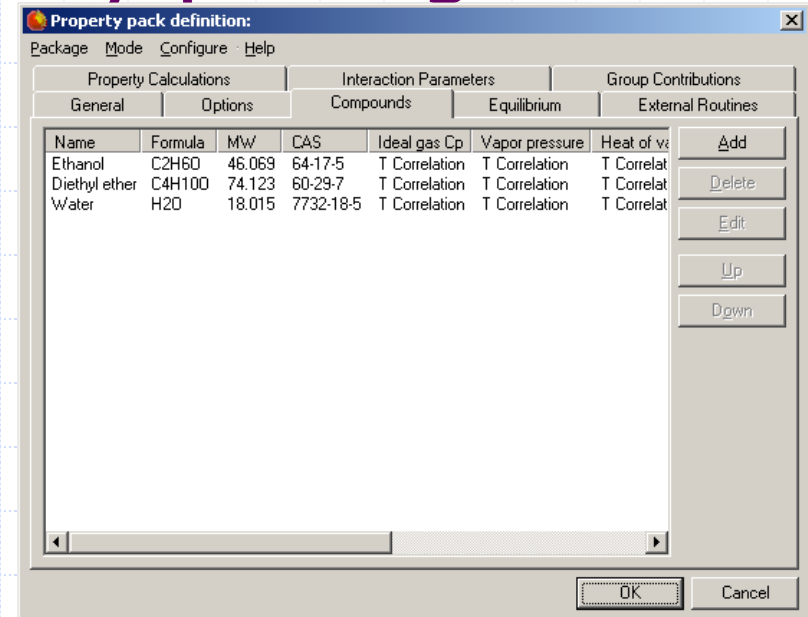 Property pack definition:
Package Mode Configure Help
Property Calculations Interaction Parameters Group Contributions
General Options Compounds Equilibrium External Routines
Name Formula MW CAS Ideal gas Cp Vapor pressure Heat of va
Ethanol C2H6O 46.069 64-17-5 T Correlation T Correlation T Correlat
Diethyl ether C4H10O 74.123 60-29-7 T Correlation T Correlation T Correlat
Water H2O 18.015 7732-18-5 T Correlation T Correlation T Correlat
Add
Delete
Edit
Up
Down
OK Cancel